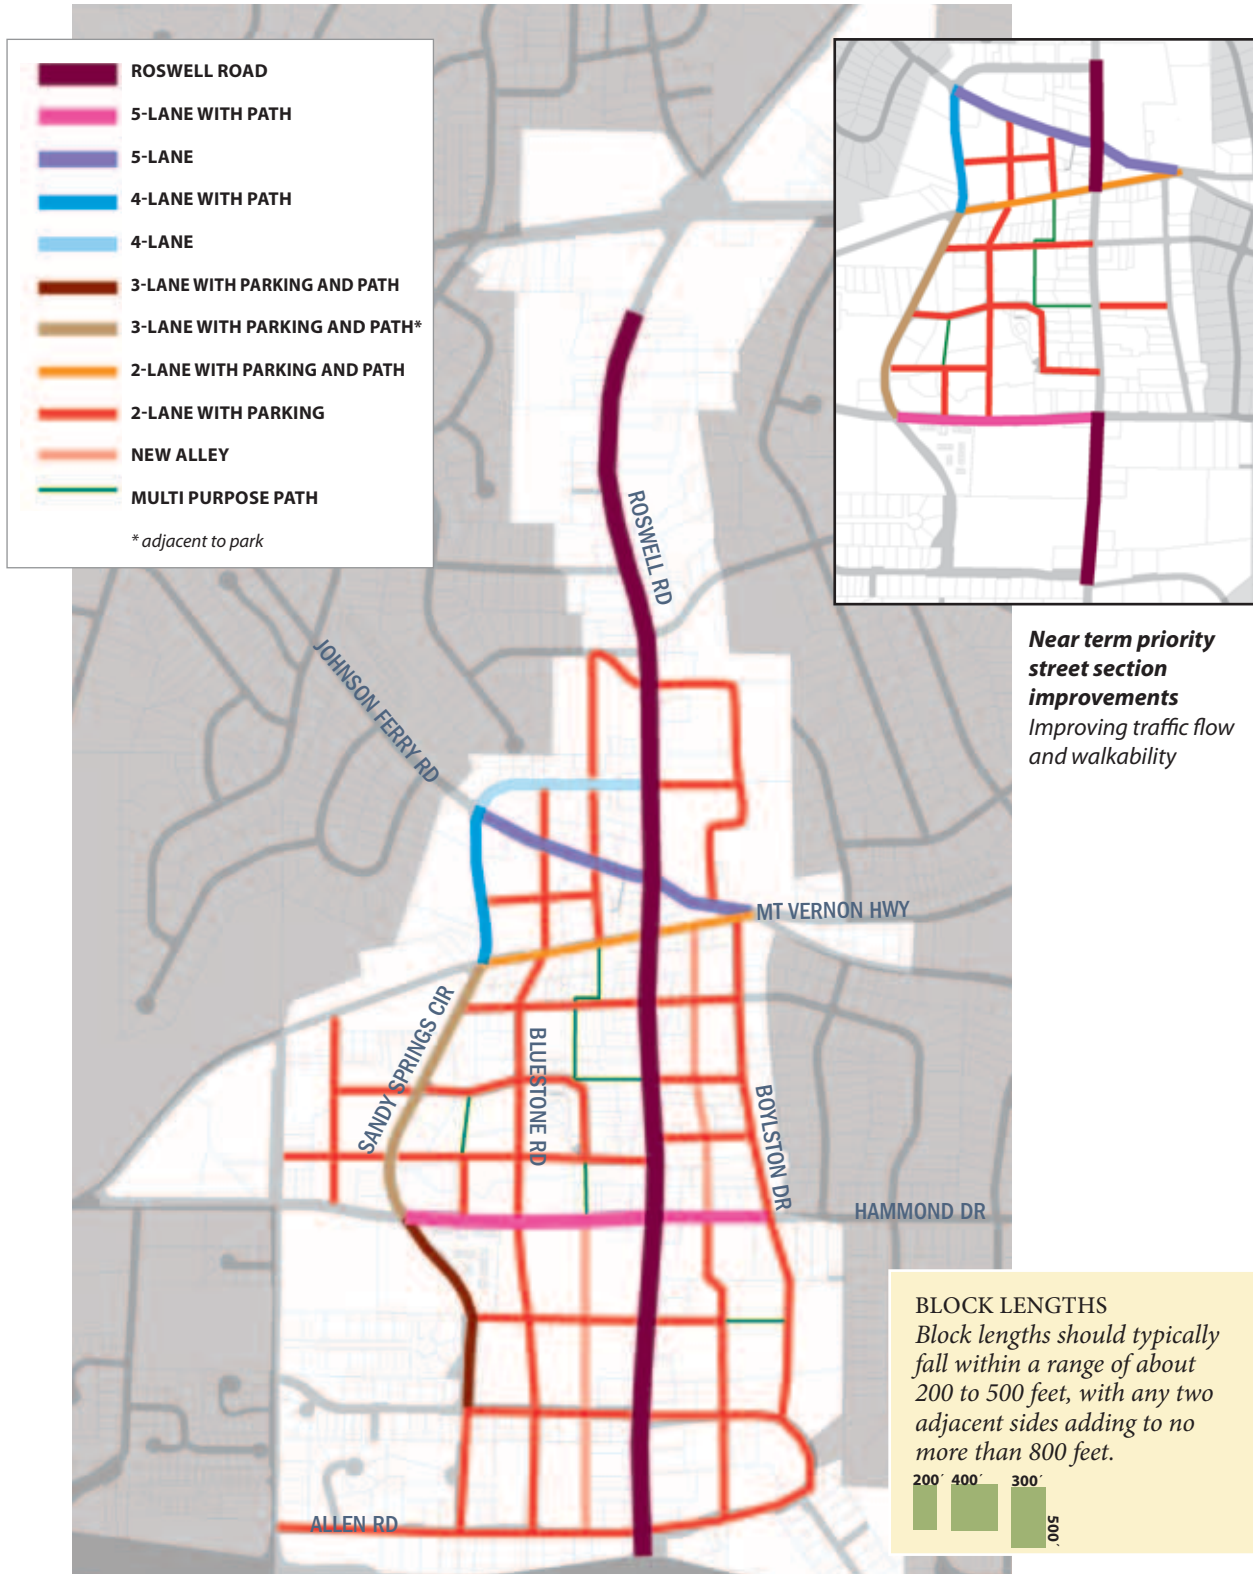 ROSWELL ROAD
5-LANE WITH PATH
5-LANE
4-LANE WITH PATH
4-LANE
3-LANE WITH PARKING AND PATH
3-LANE WITH PARKING AND PATH*
2-LANE WITH PARKING AND PATH
2-LANE WITH PARKING
NEW ALLEY
MULTI PURPOSE PATH
* adjacent to park
Near term priority
street section
improvements
Improving traffic flow
and walkability
ROSWELL RD
JOHNSON FERRY RD
MT VERNON HWY
SANDY SPRINGS CIR
BLUESTONE RD
BOYLSTON DR
HAMMOND DR
ALLEN RD
BLOCK LENGTHS
Block lengths should typically
fall within a range of about
200 to 500 feet, with any two
adjacent sides adding to no
more than 800 feet.
200´ 400´ 300´
500´